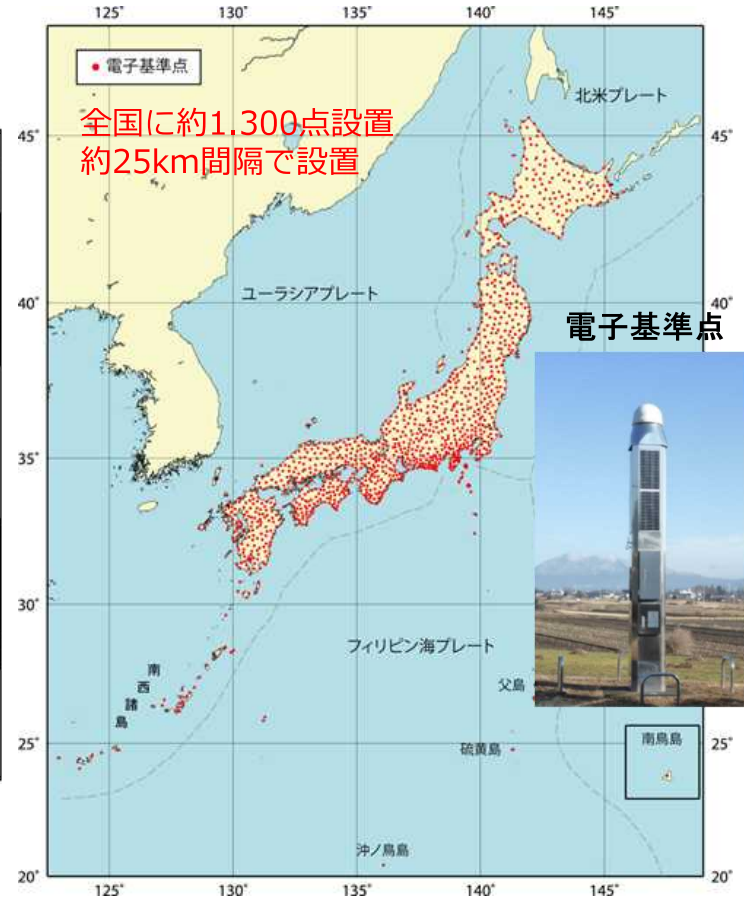 125° 130° 135° 140° 145°
電子基準点
北米プレート
全国に約1.300点設置
45° 45°
約25km間隔で設置
ユーラシアプレート
40° 40°
電子基準点
35°
30°
フィリピン海プレート
南西諸島
父島
25° 25°
硫黄島
南鳥島
沖ノ鳥島
20° 20°
125° 130° 135° 140° 145°